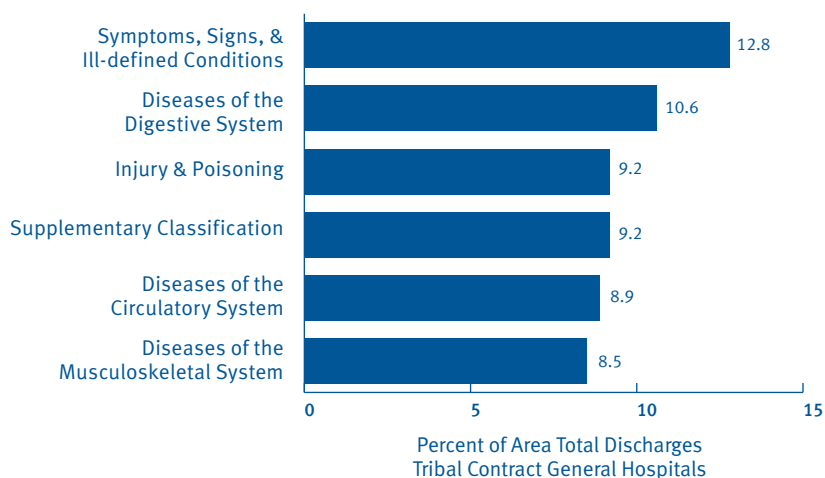 Symptoms, Signs, &
Ill-defined Conditions
12.8
Diseases of the
Digestive System
10.6
Injury & Poisoning
9.2
Supplementary Classification
9.2
Diseases of the
Circulatory System
8.9
Diseases of the
Musculoskeletal System
8.5
0 5 10 15
Percent of Area Total Discharges
Tribal Contract General Hospitals